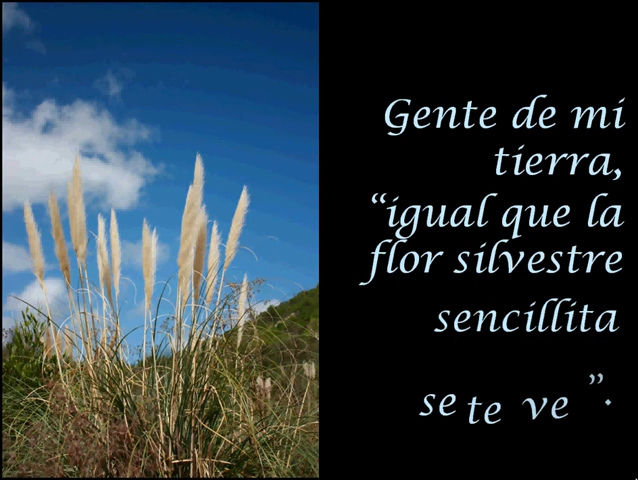 Gente de mi
tierra,
“igual que la
flor silvestre
sencillita
se te ve ”.